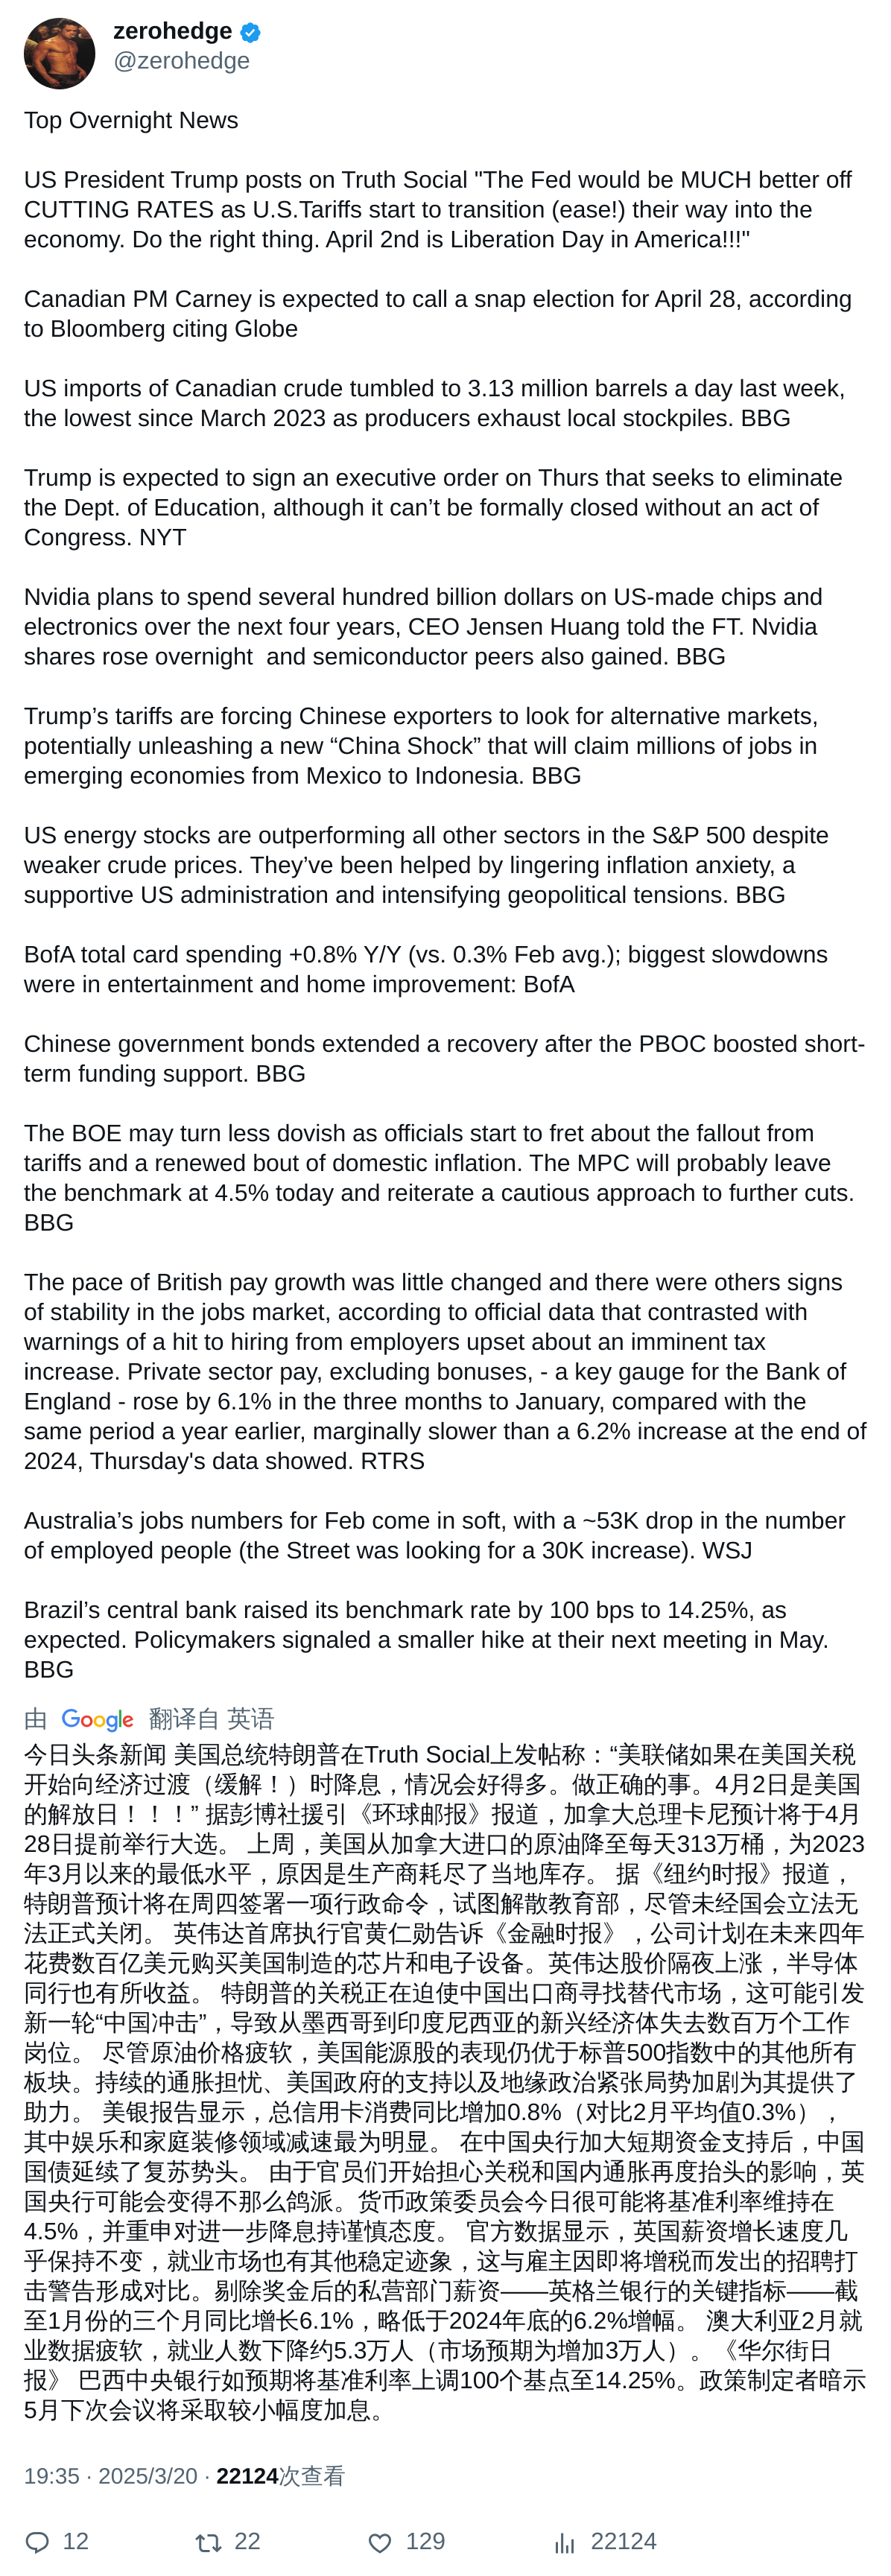 zerohedge
@zerohedge
Top Overnight News
US President Trump posts on Truth Social "The Fed would be MUCH better off
CUTTING RATES as U.S.Tariffs start to transition (ease!) their way into the
economy. Do the right thing. April 2nd is Liberation Day in America!!!"
Canadian PM Carney is expected to call a snap election for April 28, according
to Bloomberg citing Globe
US imports of Canadian crude tumbled to 3.13 million barrels a day last week,
the lowest since March 2023 as producers exhaust local stockpiles. BBG
Trump is expected to sign an executive order on Thurs that seeks to eliminate
the Dept. of Education, although it can’t be formally closed without an act of
Congress. NYT
Nvidia plans to spend several hundred billion dollars on US-made chips and
electronics over the next four years, CEO Jensen Huang told the FT. Nvidia
shares rose overnight  and semiconductor peers also gained. BBG
Trump’s tariffs are forcing Chinese exporters to look for alternative markets,
potentially unleashing a new “China Shock” that will claim millions of jobs in
emerging economies from Mexico to Indonesia. BBG
US energy stocks are outperforming all other sectors in the S&P 500 despite
weaker crude prices. They’ve been helped by lingering inflation anxiety, a
supportive US administration and intensifying geopolitical tensions. BBG
BofA total card spending +0.8% Y/Y (vs. 0.3% Feb avg.); biggest slowdowns
were in entertainment and home improvement: BofA
Chinese government bonds extended a recovery after the PBOC boosted short-
term funding support. BBG
The BOE may turn less dovish as officials start to fret about the fallout from
tariffs and a renewed bout of domestic inflation. The MPC will probably leave
the benchmark at 4.5% today and reiterate a cautious approach to further cuts.
BBG
The pace of British pay growth was little changed and there were others signs
of stability in the jobs market, according to official data that contrasted with
warnings of a hit to hiring from employers upset about an imminent tax
increase. Private sector pay, excluding bonuses, - a key gauge for the Bank of
England - rose by 6.1% in the three months to January, compared with the
same period a year earlier, marginally slower than a 6.2% increase at the end of
2024, Thursday's data showed. RTRS
Australia’s jobs numbers for Feb come in soft, with a ~53K drop in the number
of employed people (the Street was looking for a 30K increase). WSJ
Brazil’s central bank raised its benchmark rate by 100 bps to 14.25%, as
expected. Policymakers signaled a smaller hike at their next meeting in May.
BBG
由 Google 翻译自 英语
今日头条新闻 美国总统特朗普在Truth Social上发帖称：“美联储如果在美国关税
开始向经济过渡（缓解！）时降息，情况会好得多。做正确的事。4月2日是美国
的解放日！！！” 据彭博社援引《环球邮报》报道，加拿大总理卡尼预计将于4月
28日提前举行大选。 上周，美国从加拿大进口的原油降至每天313万桶，为2023
年3月以来的最低水平，原因是生产商耗尽了当地库存。 据《纽约时报》报道，
特朗普预计将在周四签署一项行政命令，试图解散教育部，尽管未经国会立法无
法正式关闭。 英伟达首席执行官黄仁勋告诉《金融时报》，公司计划在未来四年
花费数百亿美元购买美国制造的芯片和电子设备。英伟达股价隔夜上涨，半导体
同行也有所收益。 特朗普的关税正在迫使中国出口商寻找替代市场，这可能引发
新一轮“中国冲击”，导致从墨西哥到印度尼西亚的新兴经济体失去数百万个工作
岗位。 尽管原油价格疲软，美国能源股的表现仍优于标普500指数中的其他所有
板块。持续的通胀担忧、美国政府的支持以及地缘政治紧张局势加剧为其提供了
助力。 美银报告显示，总信用卡消费同比增加0.8%（对比2月平均值0.3%），
其中娱乐和家庭装修领域减速最为明显。 在中国央行加大短期资金支持后，中国
国债延续了复苏势头。 由于官员们开始担心关税和国内通胀再度抬头的影响，英
国央行可能会变得不那么鸽派。货币政策委员会今日很可能将基准利率维持在
4.5%，并重申对进一步降息持谨慎态度。 官方数据显示，英国薪资增长速度几
乎保持不变，就业市场也有其他稳定迹象，这与雇主因即将增税而发出的招聘打
击警告形成对比。剔除奖金后的私营部门薪资——英格兰银行的关键指标——截
至1月份的三个月同比增长6.1%，略低于2024年底的6.2%增幅。 澳大利亚2月就
业数据疲软，就业人数下降约5.3万人（市场预期为增加3万人）。《华尔街日
报》 巴西中央银行如预期将基准利率上调100个基点至14.25%。政策制定者暗示
5月下次会议将采取较小幅度加息。
19:35 · 2025/3/20 · 22124次查看
12 22 129 22124